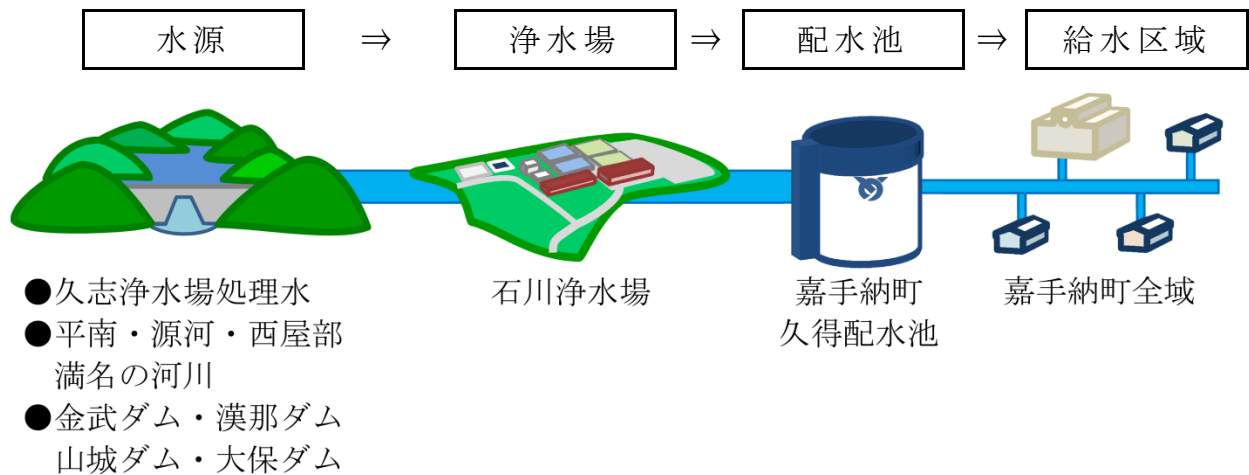 水源 ⇒ 浄水場 ⇒ 配水池 ⇒ 給水区域
●久志浄水場処理水
●平南・源河・西屋部
満名の河川
●金武ダム・漢那ダム
山城ダム・大保ダム
石川浄水場
嘉手納町
久得配水池
嘉手納町全域